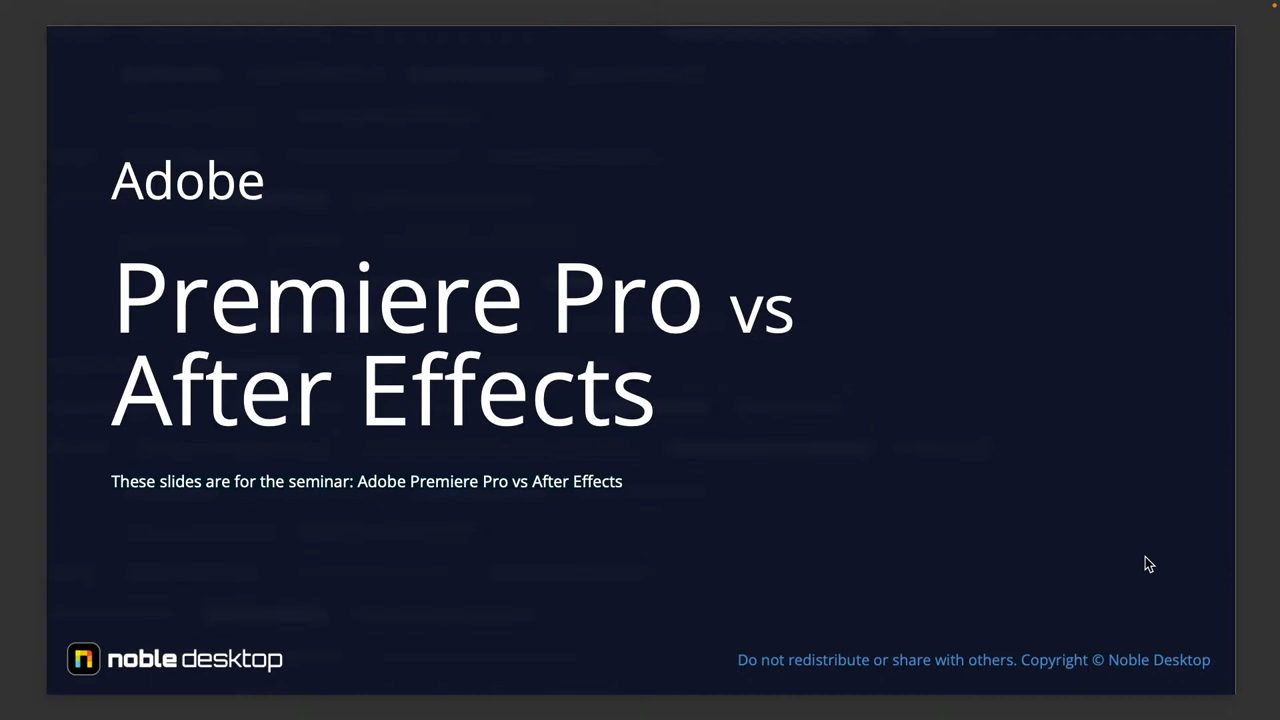 Adobe
Premiere Pro vs
After Effects
These slides are for the seminar: Adobe Premiere Pro vs After Effects
noble desktop
Do not redistribute or share with others. Copyright © Noble Desktop